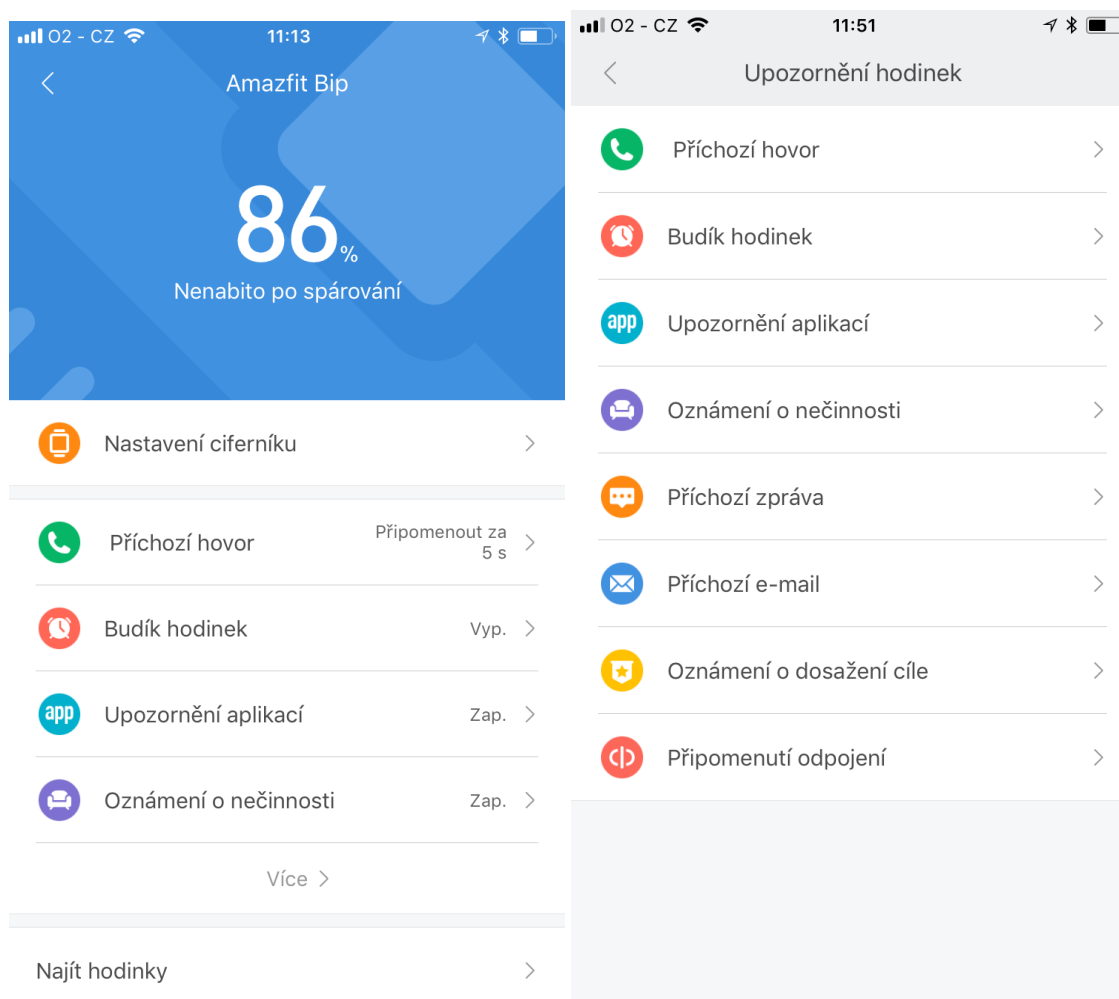 O2 - CZ 11:13
Amazfit Bip
86%
Nenabito po spárování
Nastavení ciferníku
Příchozí hovor
Připomenout za
5 s
Budík hodinek Vyp.
app Upozornění aplikací Zap.
Oznámení o nečinnosti Zap.
Více
Najít hodinky
O2 - CZ 11:51
Upozornění hodinek
Příchozí hovor
Budík hodinek
app Upozornění aplikací
Oznámení o nečinnosti
Příchozí zpráva
Příchozí e-mail
Oznámení o dosažení cíle
Připomenutí odpojení